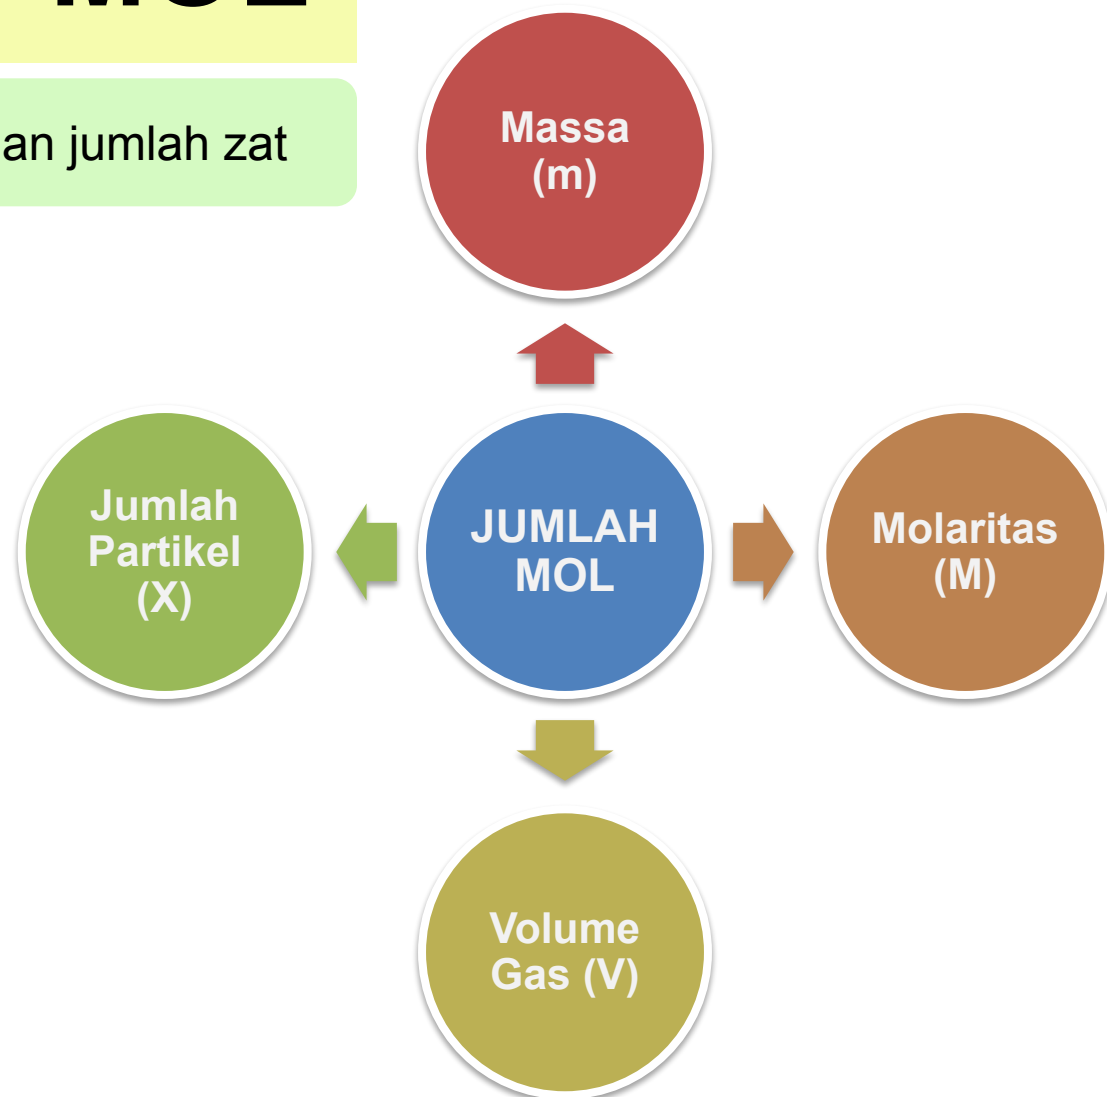 an jumlah zat
Massa
(m)
Jumlah
Partikel
(X)
JUMLAH
MOL
Molaritas
(M)
Volume
Gas (V)